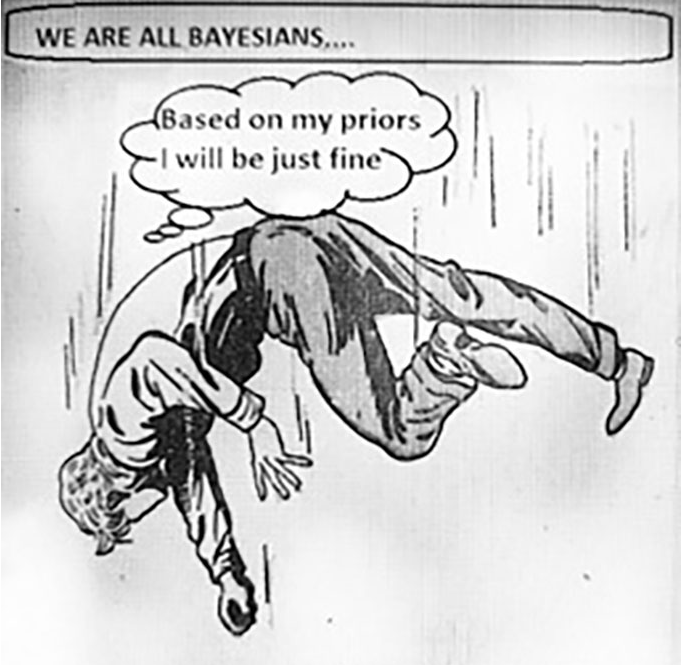 WE ARE ALL BAYESIANS....
Based on my priors
I will be just fine